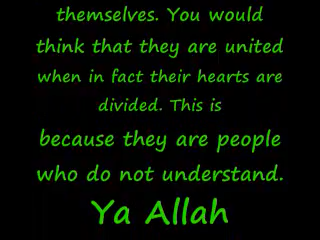 themselves. You would
think that they are united
when in fact their hearts are
divided. This is
because they are people
who do not understand.
Ya Allah